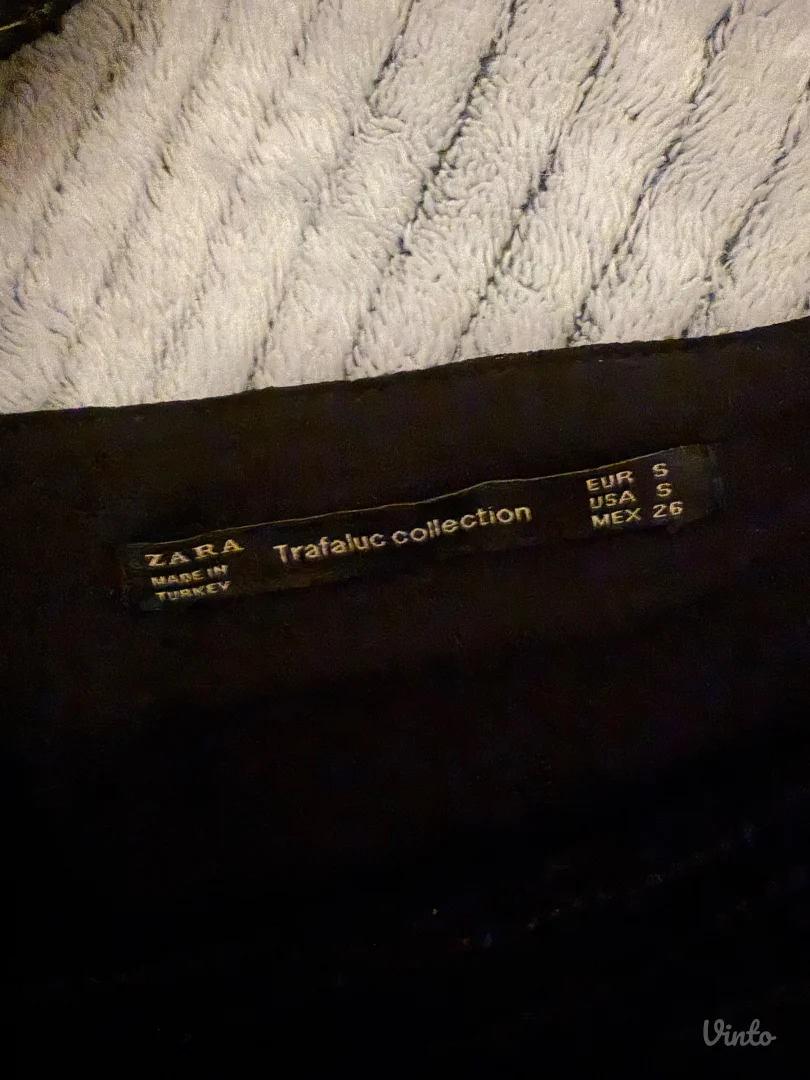 ZARA
MADE IN
TURKEY
Trafaluc collection
EUR S
USA S
MEX 26
Vinto